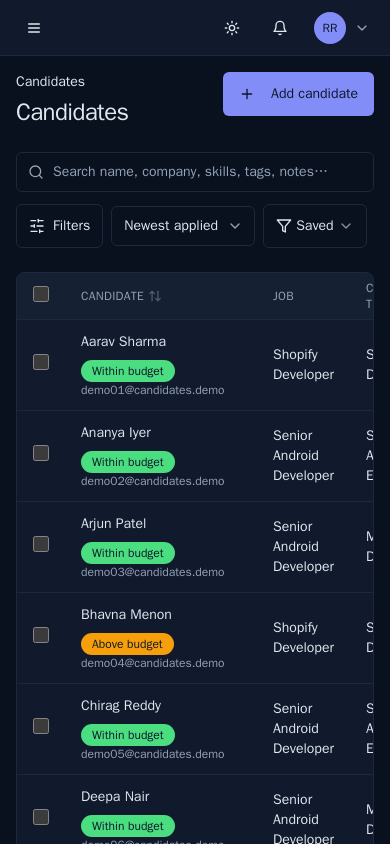 RR
Candidates
Candidates
Add candidate
Search name, company, skills, tags, notes···
Filters
Newest applied
Saved
CANDIDATE
JOB
Aarav Sharma
Within budget
demo01@candidates.demo
Shopify
Developer
Ananya Iyer
Within budget
demo02@candidates.demo
Senior
Android
Developer
Arjun Patel
Within budget
demo03@candidates.demo
Senior
Android
Developer
Bhavna Menon
Above budget
demo04@candidates.demo
Shopify
Developer
Chirag Reddy
Within budget
demo05@candidates.demo
Senior
Android
Developer
Deepa Nair
Within budget
Senior
Android
Developer